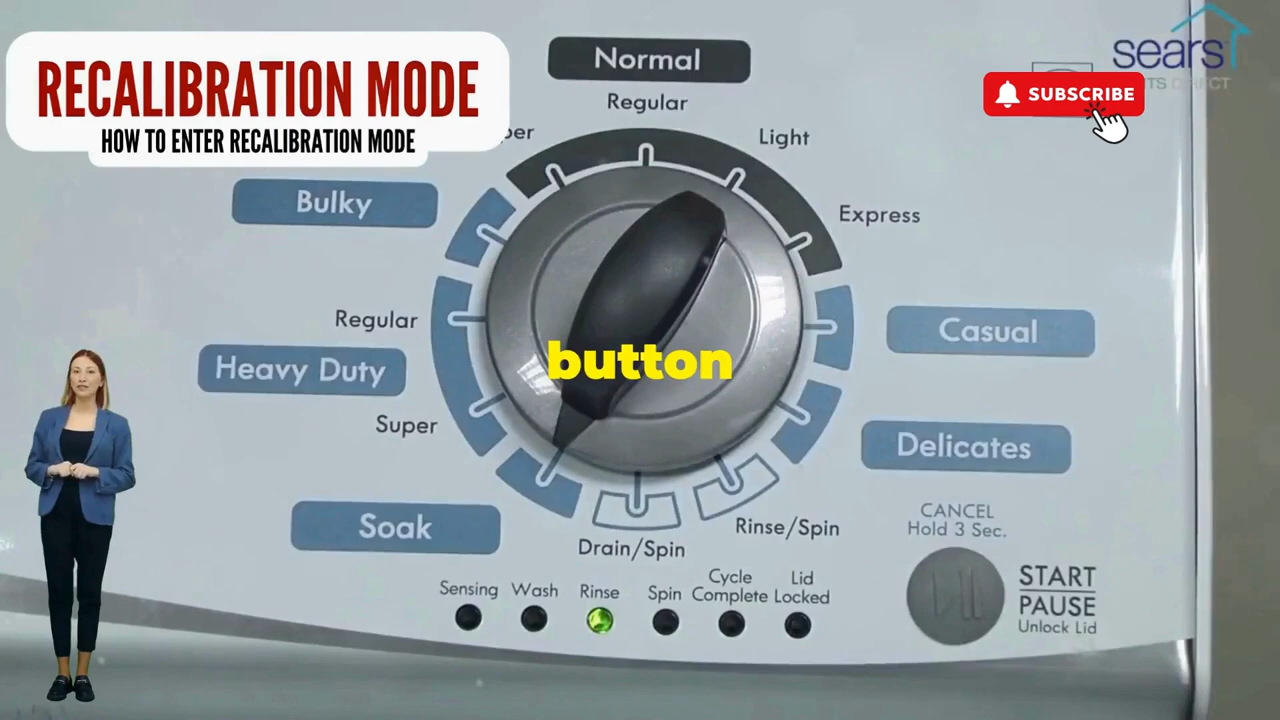 sears
RECALIBRATION MODE
HOW TO ENTER RECALIBRATION MODE
SUBSCRIBE
DIRECT
Normal
Regular
Light
Bulky
Express
Regular
Heavy Duty
Super
Casual
button
Delicates
Soak
Rinse/Spin
Drain/Spin
CANCEL
Hold 3 Sec.
Sensing
Wash
Rinse
Spin
Cycle
Complete
Lid
Locked
START
PAUSE
Unlock Lid